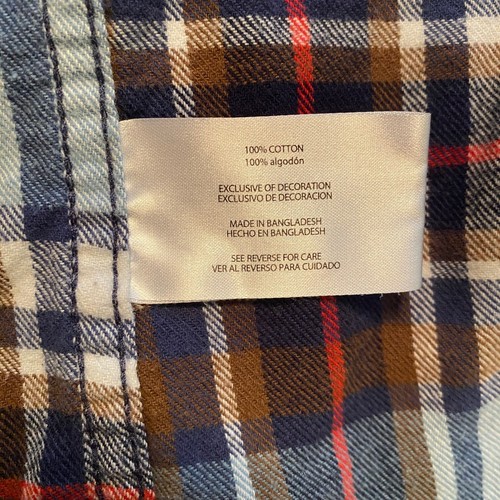 100% COTTON
100% algodón
EXCLUSIVE OF DECORATION
EXCLUSIVO DE DECORACION
MADE IN BANGLADESH
HECHO EN BANGLADESH
SEE REVERSE FOR CARE
VER AL REVERSO PARA CUIDADO